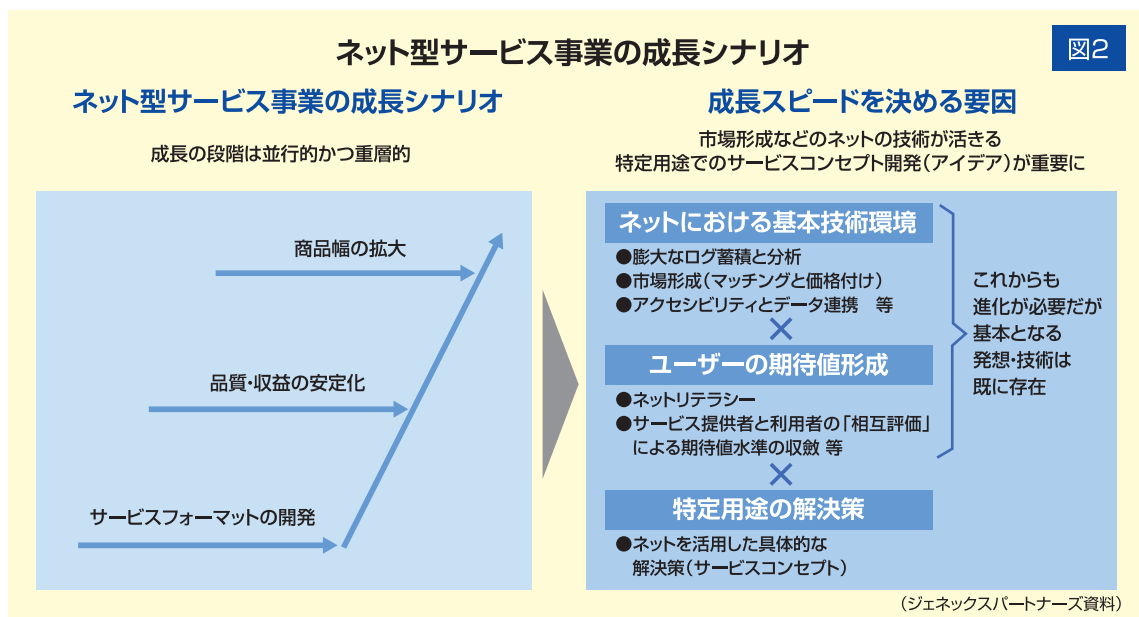 ネット型サービス事業の成長シナリオ
図2
ネット型サービス事業の成長シナリオ
成長の段階は並行的かつ重層的
商品幅の拡大
品質・収益の安定化
サービスフォーマットの開発
成長スピードを決める要因
市場形成などのネットの技術が活きる
特定用途でのサービスコンセプト開発（アイデア）が重要に
ネットにおける基本技術環境
●膨大なログ蓄積と分析
●市場形成（マッチングと価格付け）
●アクセシビリティとデータ連携　等
×
ユーザーの期待値形成
●ネットリテラシー
●サービス提供者と利用者の「相互評価」
による期待値水準の収斂 等
×
特定用途の解決策
●ネットを活用した具体的な
解決策（サービスコンセプト）
これからも
進化が必要だが
基本となる
発想・技術は
既に存在
（ジェネックスパートナーズ資料）